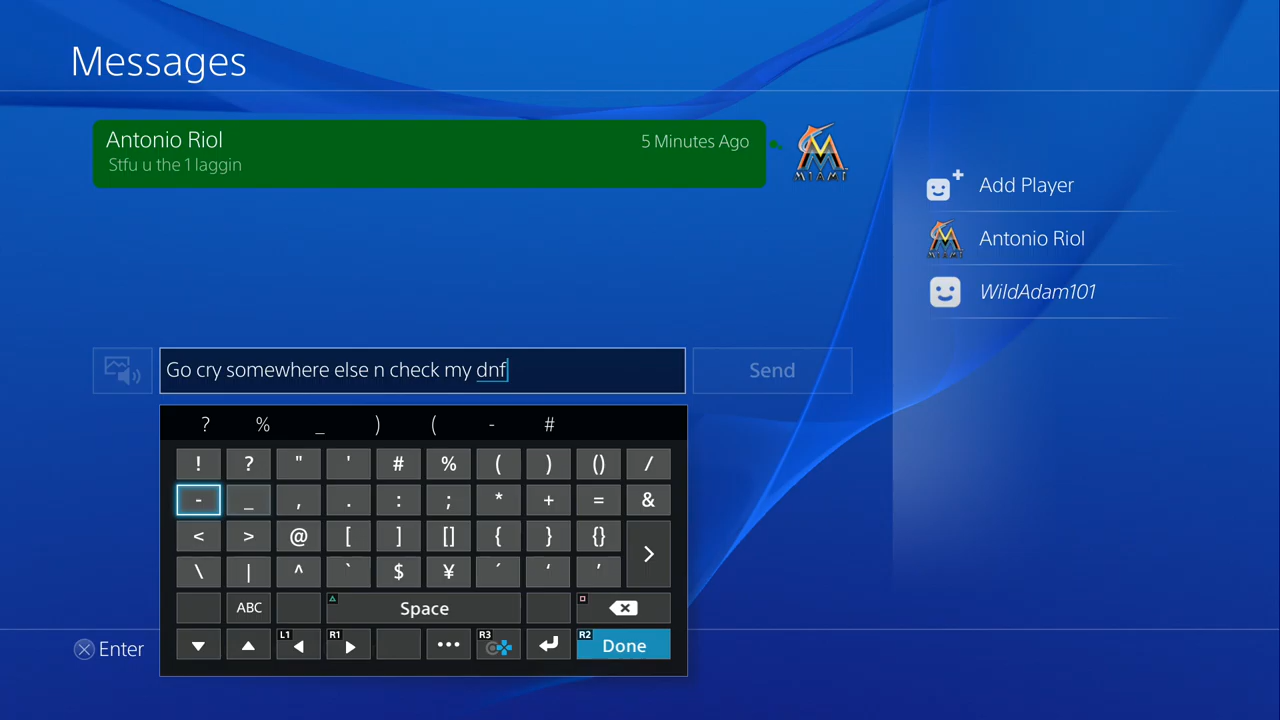 Messages
Antonio Riol
5 Minutes Ago
Stfu u the 1 laggin
MIAMI
Add Player
Antonio Riol
MIAMI
WildAdam101
Go cry somewhere else n check my dnf
Send
? % _ ) ( - #
! ? " ' # % ( ) () /
- _ , . : ; * + = &
< > @ [ ] [] { } {} >
\ | ^ ` $ ¥ ´ ‘ ’
ABC Space
L1 R1 ... R3 R2 Done
Enter